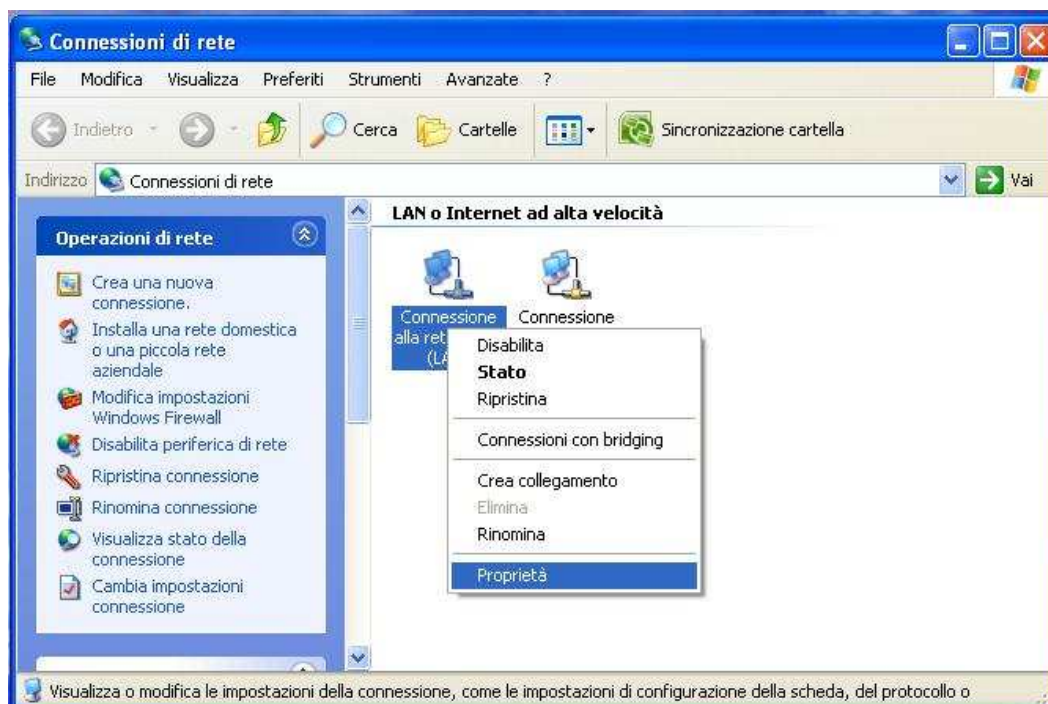 Connessioni di rete
File Modifica Visualizza Preferiti Strumenti Avanzate ?
Indietro Cerca Cartelle Sincronizzazione cartella
Indirizzo Connessioni di rete Vai
Operazioni di rete
Crea una nuova
connessione.
Installa una rete domestica
o una piccola rete
aziendale
Modifica impostazioni
Windows Firewall
Disabilita periferica di rete
Ripristina connessione
Rinomina connessione
Visualizza stato della
connessione
Cambia impostazioni
connessione
LAN o Internet ad alta velocità
Connessione
alla ret
(LA
Connessione
Disabilita
Stato
Ripristina
Connessioni con bridging
Crea collegamento
Elimina
Rinomina
Proprietà
Visualizza o modifica le impostazioni della connessione, come le impostazioni di configurazione della scheda, del protocollo o